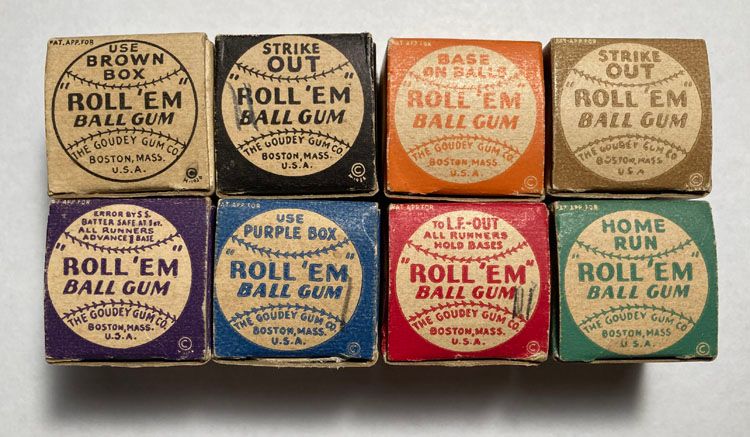 USE
BROWN
BOX
"ROLL 'EM
BALL GUM
THE GOUDEY GUM CO.
BOSTON, MASS.
U.S.A.
©
PAT. APP. FOR
STRIKE
OUT
"ROLL 'EM
BALL GUM
THE GOUDEY GUM CO.
BOSTON, MASS.
U.S.A.
©
PAT. APP. FOR
BASE
ON BALLS
"ROLL 'EM"
BALL GUM
THE GOUDEY GUM CO.
BOSTON, MASS.
U.S.A.
©
PAT. APP. FOR
STRIKE
OUT
"ROLL 'EM"
BALL GUM
THE GOUDEY GUM CO.
BOSTON, MASS.
U.S.A.
©
PAT. APP. FOR
ERROR BY S.S.
BATTER SAFE AT 1ST.
ALL RUNNERS
ADVANCE 1 BASE
"ROLL 'EM"
BALL GUM
THE GOUDEY GUM CO.
BOSTON, MASS.
U.S.A.
©
PAT. APP. FOR
USE
PURPLE BOX
"ROLL 'EM"
BALL GUM
THE GOUDEY GUM CO.
BOSTON, MASS.
U.S.A.
©
PAT. APP. FOR
TO L.F.-OUT
ALL RUNNERS
HOLD BASES
"ROLL 'EM"
BALL GUM
THE GOUDEY GUM CO.
BOSTON, MASS.
U.S.A.
©
PAT. APP. FOR
HOME
RUN
"ROLL 'EM"
BALL GUM
THE GOUDEY GUM CO.
BOSTON, MASS.
U.S.A.
©